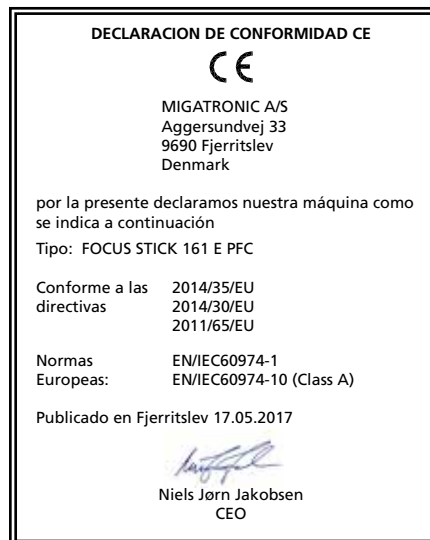 DECLARACION DE CONFORMIDAD CE
CE
MIGATRONIC A/S
Aggersundvej 33
9690 Fjerritslev
Denmark
por la presente declaramos nuestra máquina como
se indica a continuación
Tipo: FOCUS STICK 161 E PFC
Conforme a las 2014/35/EU
directivas 2014/30/EU
2011/65/EU
Normas EN/IEC60974-1
Europeas: EN/IEC60974-10 (Class A)
Publicado en Fjerritslev 17.05.2017
Niels Jørn Jakobsen
CEO